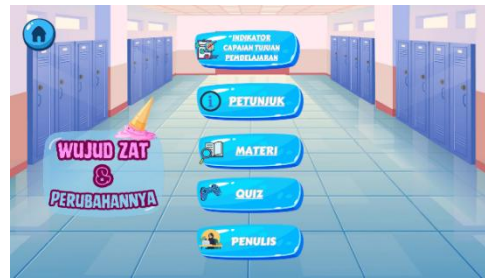 INDIKATOR
CAPAIAN TUJUAN
PEMBELAJARAN
PETUNJUK
MATERI
WUJUD ZAT
&
PERUBAHANNYA
QUIZ
PENULIS